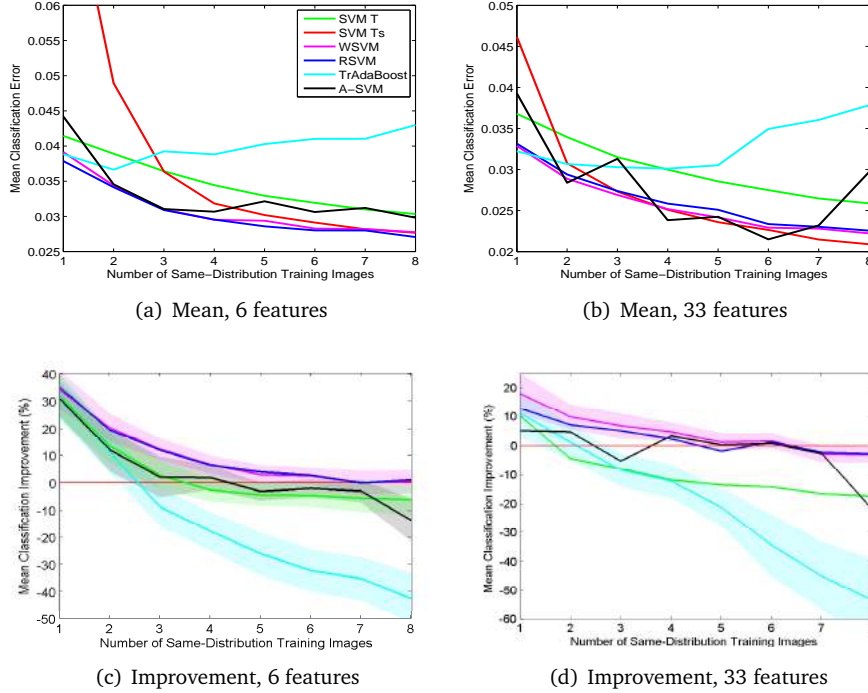 0.06
0.055
0.05
0.045
0.04
0.035
0.03
0.025
Mean Classification Error
SVM T
SVM Ts
WSVM
RSVM
TrAdaBoost
A-SVM
1 2 3 4 5 6 7 8
Number of Same-Distribution Training Images
(a) Mean, 6 features
0.05
0.045
0.04
0.035
0.03
0.025
0.02
Mean Classification Error
1 2 3 4 5 6 7 8
Number of Same-Distribution Training Images
(b) Mean, 33 features
40
30
20
10
0
-10
-20
-30
-40
-50
Mean Classification Improvement (%)
1 2 3 4 5 6 7 8
Number of Same-Distribution Training Images
(c) Improvement, 6 features
20
10
0
-10
-20
-30
-40
-50
-60
Mean Classification Improvement (%)
1 2 3 4 5 6 7
Number of Same-Distribution Training Images
(d) Improvement, 33 features